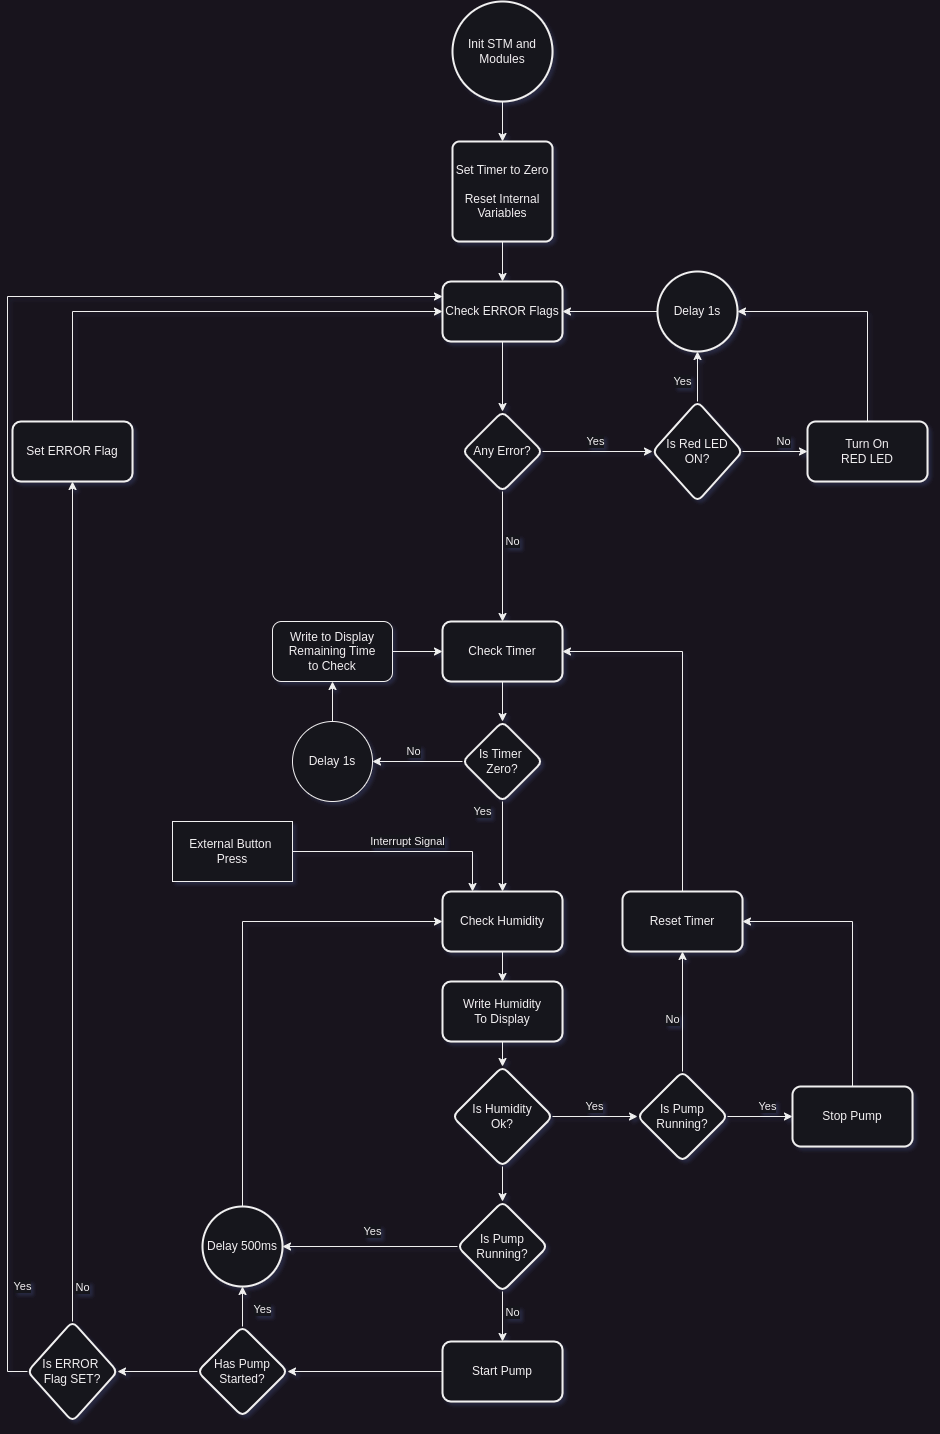 Init STM and
Modules
Set Timer to Zero
Reset Internal
Variables
Check ERROR Flags
Delay 1s
Yes
Set ERROR Flag
Any Error?
Yes
Is Red LED
ON?
No
Turn On
RED LED
No
Write to Display
Remaining Time
to Check
Check Timer
Delay 1s
No
Is Timer
Zero?
Yes
External Button
Press
Interrupt Signal
Check Humidity
Reset Timer
Write Humidity
To Display
No
Is Humidity
Ok?
Yes
Is Pump
Running?
Yes
Stop Pump
Delay 500ms
Yes
Is Pump
Running?
Yes
No
Yes
No
Is ERROR
Flag SET?
Has Pump
Started?
Start Pump